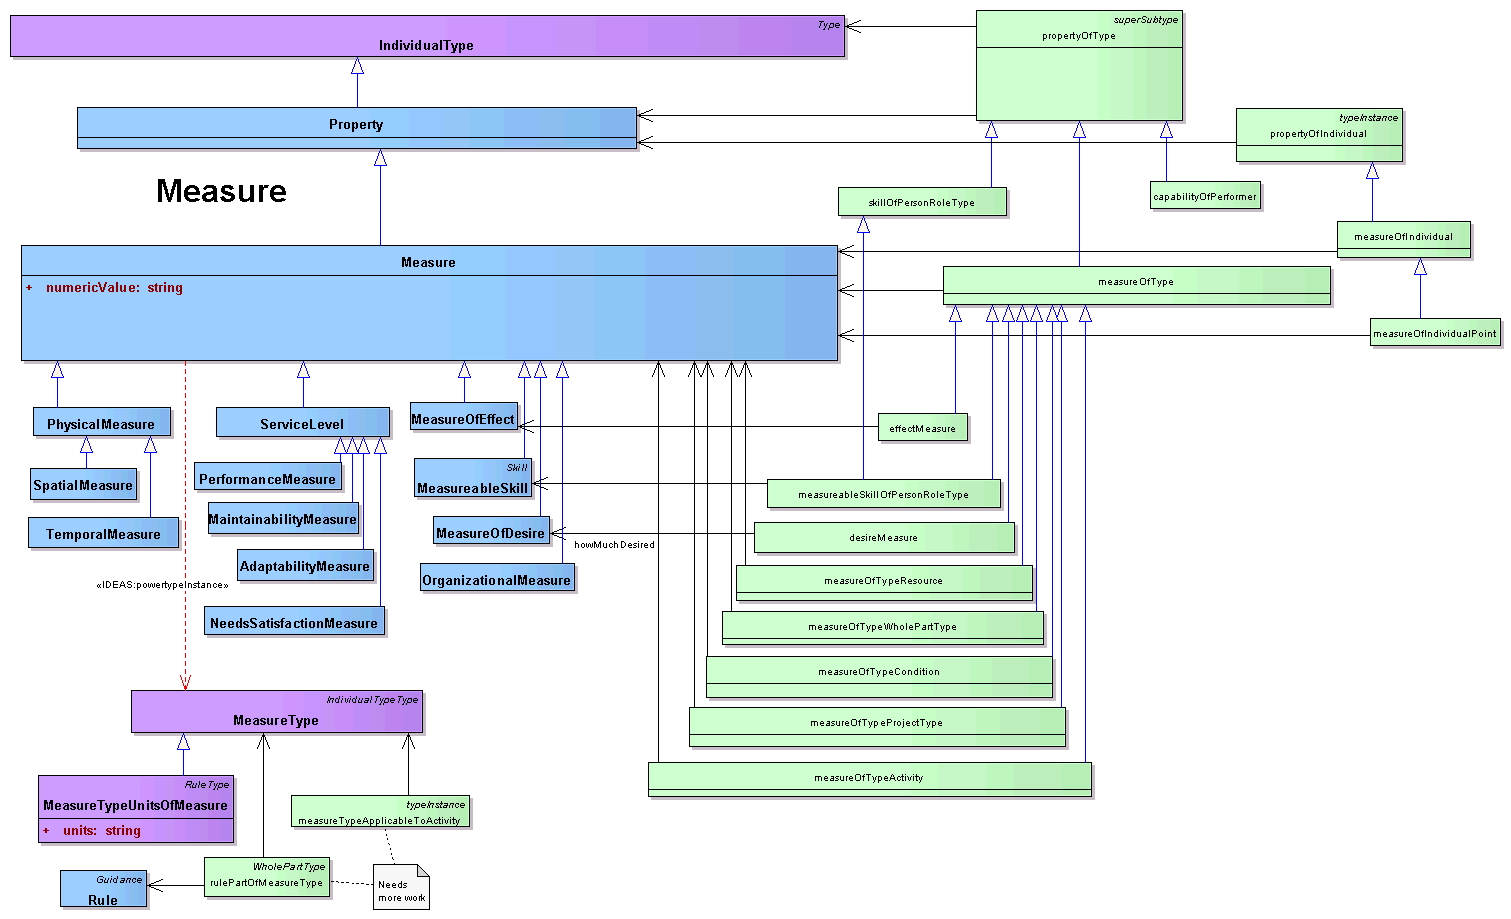 Type
IndividualType
superSubtype
propertyOfType
Property
typeInstance
propertyOfIndividual
Measure
skillOfPersonRoleType
capabilityOfPerformer
measureOfIndividual
Measure
+ numericValue: string
measureOfType
measureOfIndividualPoint
PhysicalMeasure
ServiceLevel
MeasureOfEffect
effectMeasure
SpatialMeasure
PerformanceMeasure
Skill
MeasureableSkill
measureableSkillOfPersonRoleType
TemporalMeasure
MaintainabilityMeasure
MeasureOfDesire
howMuchDesired
desireMeasure
«IDEAS:powertypeInstance»
AdaptabilityMeasure
OrganizationalMeasure
measureOfTypeResource
NeedsSatisfactionMeasure
measureOfTypeWholePartType
measureOfTypeCondition
IndividualTypeType
MeasureType
measureOfTypeProjectType
RuleType
MeasureTypeUnitsOfMeasure
+ units: string
typeInstance
measureTypeApplicableToActivity
measureOfTypeActivity
Guidance
Rule
WholePartType
rulePartOfMeasureType
Needs
more work